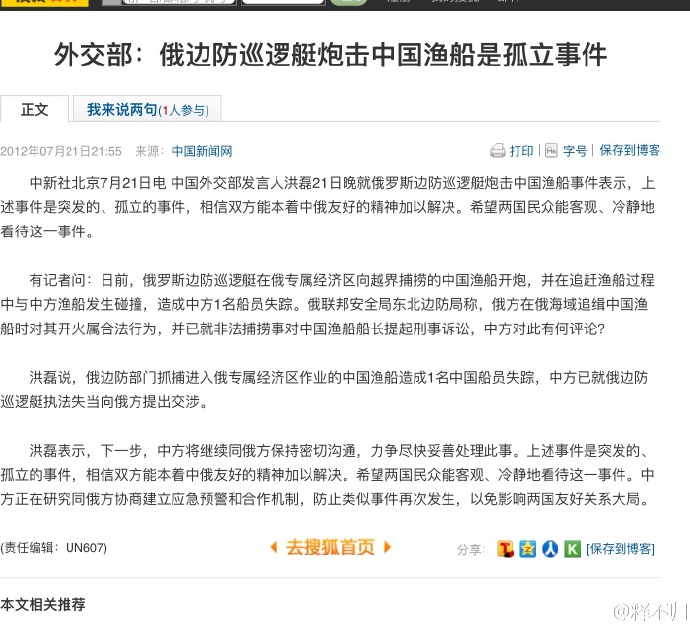 外交部：俄边防巡逻艇炮击中国渔船是孤立事件
正文
我来说两句(1人参与)
2012年07月21日21:55 来源：中国新闻网
打印 | 字号 | 保存到博客
中新社北京7月21日电 中国外交部发言人洪磊21日晚就俄罗斯边防巡逻艇炮击中国渔船事件表示，上
述事件是突发的、孤立的事件，相信双方能本着中俄友好的精神加以解决。希望两国民众能客观、冷静地
看待这一事件。
有记者问：日前，俄罗斯边防巡逻艇在俄专属经济区向越界捕捞的中国渔船开炮，并在追赶渔船过程
中与中方渔船发生碰撞，造成中方1名船员失踪。俄联邦安全局东北边防局称，俄方在俄海域追缉中国渔
船时对其开火属合法行为，并已就非法捕捞事对中国渔船船长提起刑事诉讼，中方对此有何评论?
洪磊说，俄边防部门抓捕进入俄专属经济区作业的中国渔船造成1名中国船员失踪，中方已就俄边防
巡逻艇执法失当向俄方提出交涉。
洪磊表示，下一步，中方将继续同俄方保持密切沟通，力争尽快妥善处理此事。上述事件是突发的、
孤立的事件，相信双方能本着中俄友好的精神加以解决。希望两国民众能客观、冷静地看待这一事件。中
方正在研究同俄方协商建立应急预警和合作机制，防止类似事件再次发生，以免影响两国友好关系大局。
(责任编辑：UN607)
去搜狐首页
分享：
[保存到博客]
本文相关推荐
@释不归